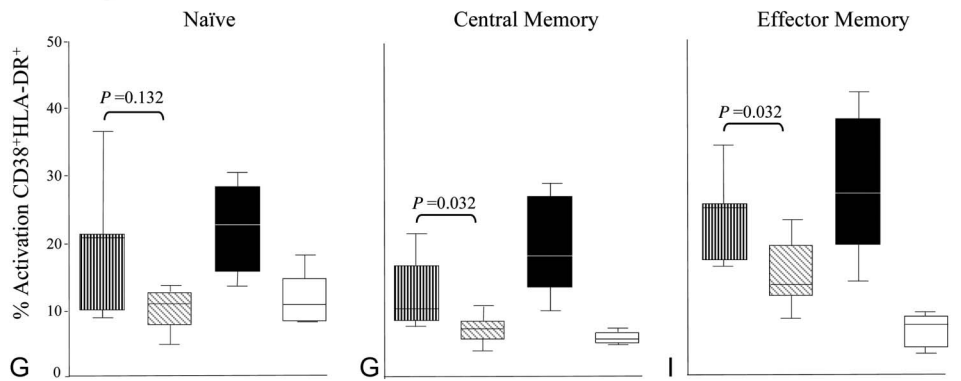 Naïve
Central Memory
Effector Memory
% Activation CD38⁺HLA-DR⁺
50
40
30
20
10
0
P =0.132
P =0.032
P =0.032
G
G
I